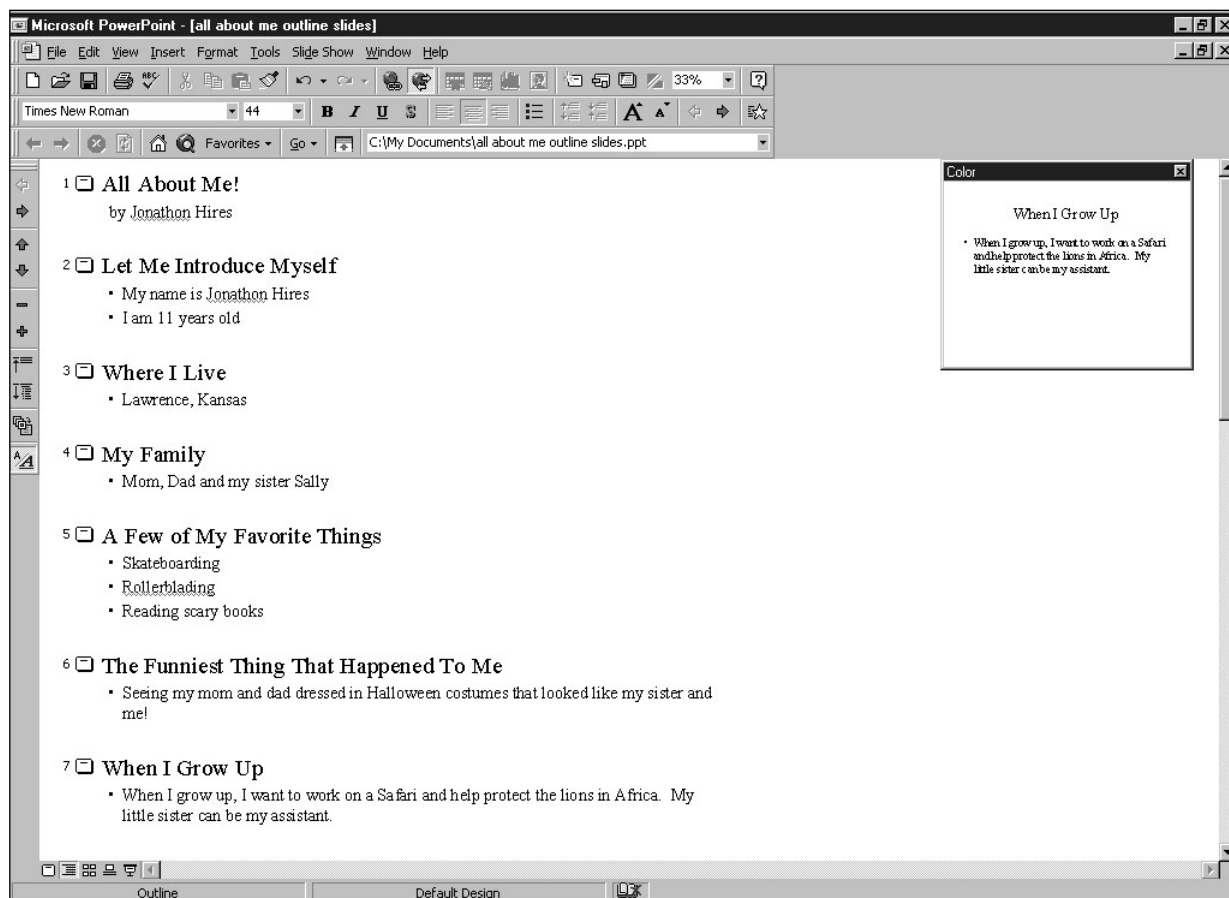 Microsoft PowerPoint - [all about me outline slides]
File Edit View Insert Format Tools Slide Show Window Help
ABC
33%
Times New Roman 44 B I U S A A
Favorites Go C:\My Documents\all about me outline slides.ppt
1 All About Me!
by Jonathon Hires
2 Let Me Introduce Myself
• My name is Jonathon Hires
• I am 11 years old
3 Where I Live
• Lawrence, Kansas
4 My Family
• Mom, Dad and my sister Sally
5 A Few of My Favorite Things
• Skateboarding
• Rollerblading
• Reading scary books
6 The Funniest Thing That Happened To Me
• Seeing my mom and dad dressed in Halloween costumes that looked like my sister and
me!
7 When I Grow Up
• When I grow up, I want to work on a Safari and help protect the lions in Africa. My
little sister can be my assistant.
Color
When I Grow Up
• When I grow up, I want to work on a Safari
and help protect the lions in Africa. My
little sister can be my assistant.
Outline Default Design